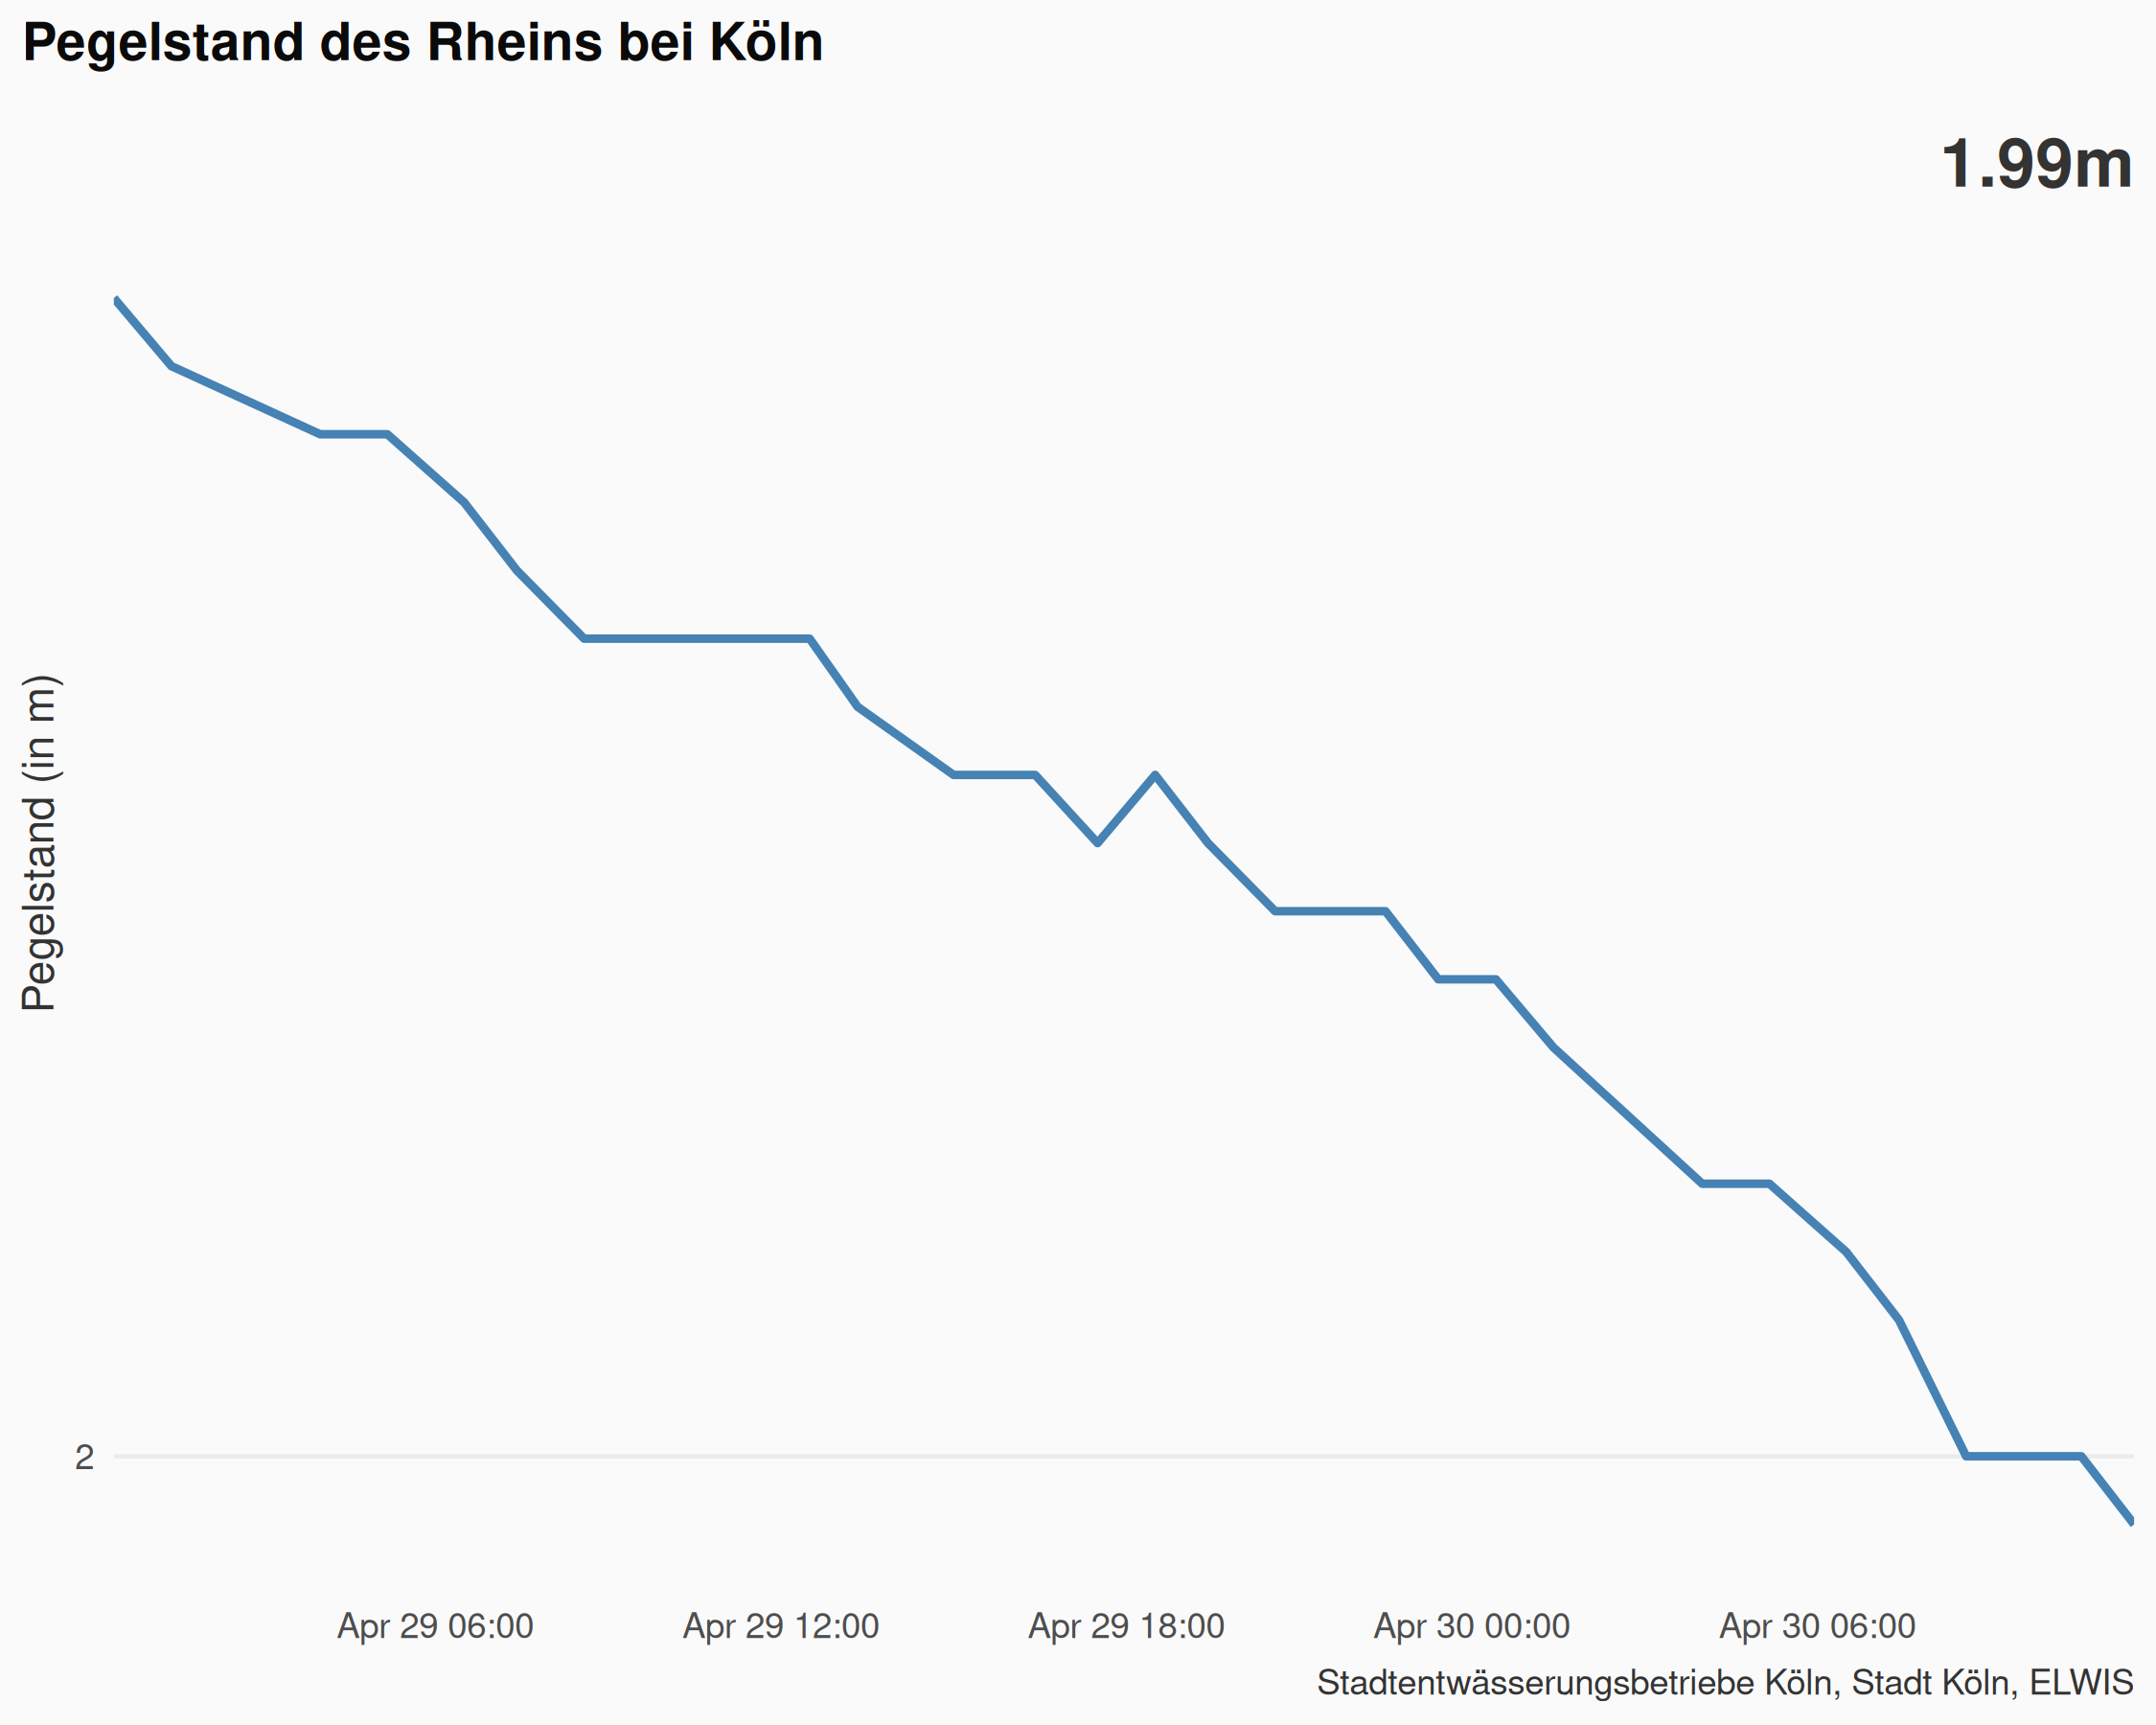 Pegelstand des Rheins bei Köln
1.99m
Pegelstand (in m)
2
Apr 29 06:00 Apr 29 12:00 Apr 29 18:00 Apr 30 00:00 Apr 30 06:00
Stadtentwässerungsbetriebe Köln, Stadt Köln, ELWIS